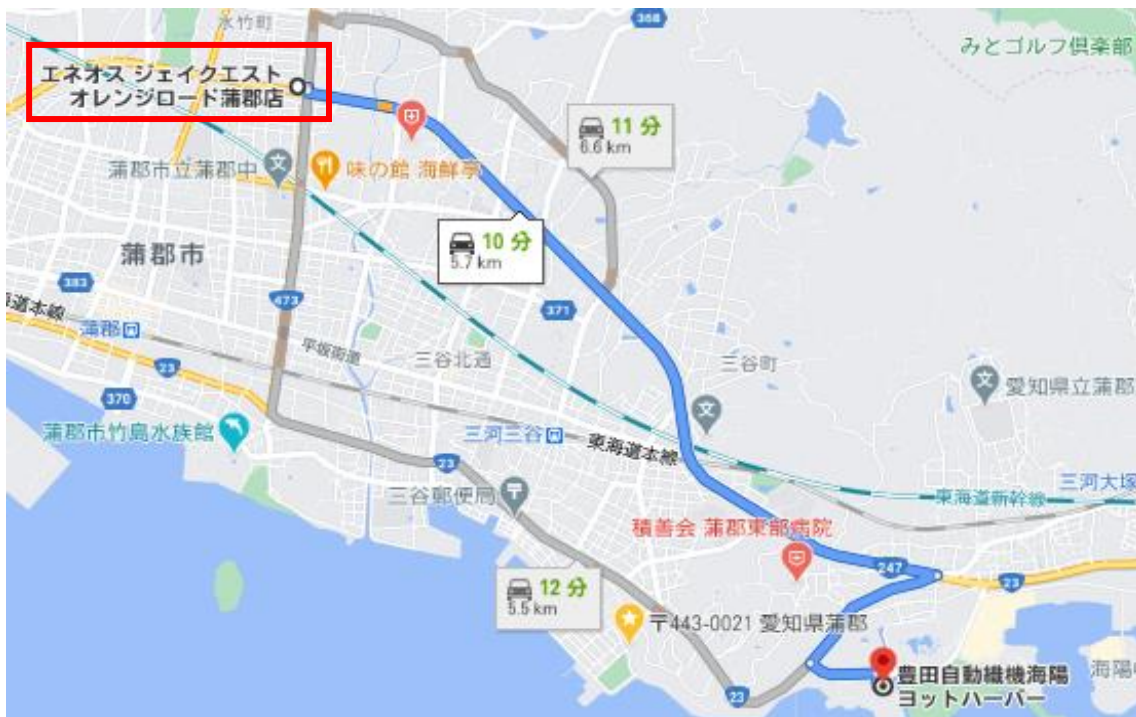 水竹町
368
みとゴルフ倶楽部
エネオス ジェイクエスト
オレンジロード蒲郡店
11 分
6.6 km
蒲郡市立蒲郡中
味の館 海鮮亭
10 分
5.7 km
蒲郡市
383
473
371
道本線
蒲郡
平坂街道
三谷北通
三谷町
23
370
愛知県立蒲郡
蒲郡市竹島水族館
三河三谷
東海道本線
23
三谷郵便局
東海道新幹線
三河大塚
積善会 蒲郡東部病院
247
23
12 分
5.5 km
〒443-0021 愛知県蒲郡
豊田自動織機海陽
ヨットハーバー
海陽
23